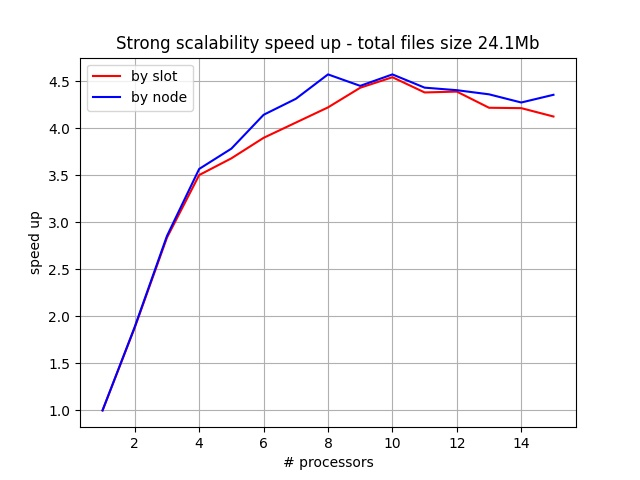 Strong scalability speed up - total files size 24.1Mb
by slot
by node
4.5
4.0
3.5
3.0
2.5
2.0
1.5
1.0
speed up
2 4 6 8 10 12 14
# processors